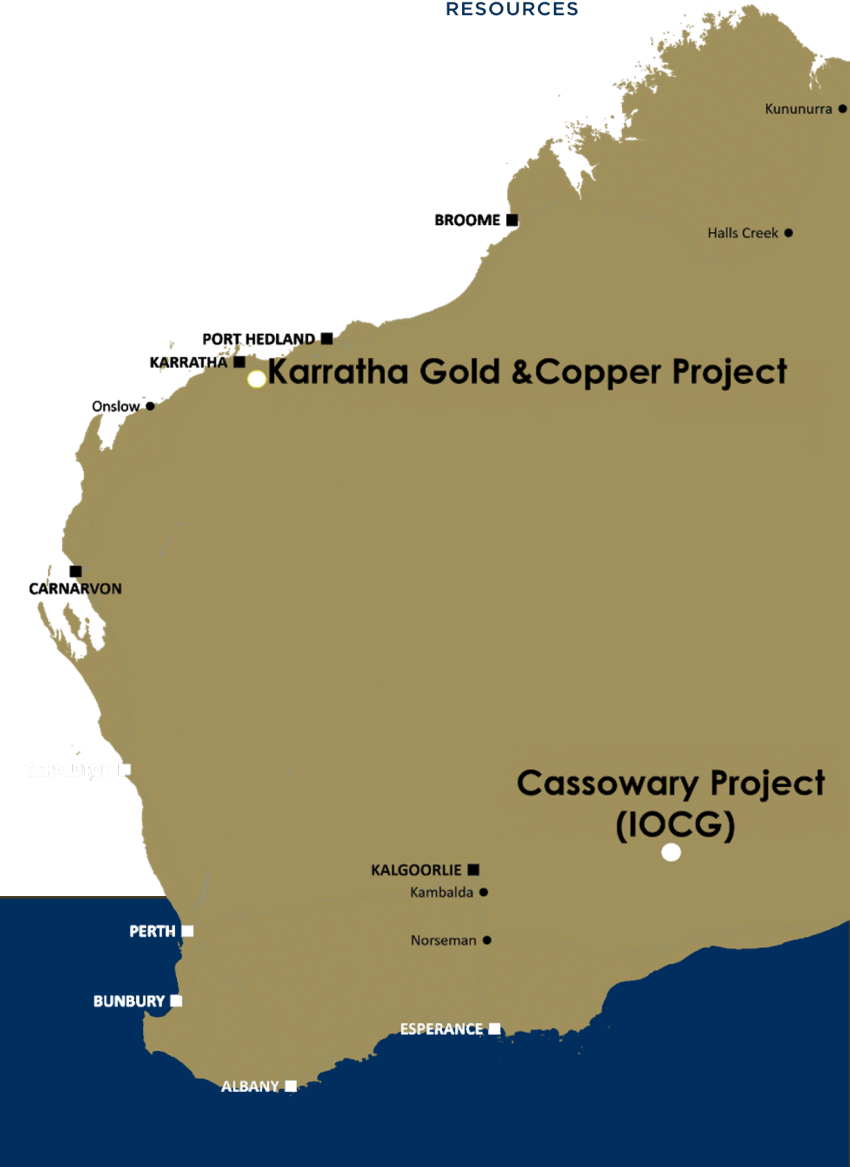 RESOURCES
Kununurra
BROOME
Halls Creek
PORT HEDLAND
KARRATHA
Karratha Gold &Copper Project
Onslow
CARNARVON
Cassowary Project
(IOCG)
KALGOORLIE
Kambalda
PERTH
Norseman
BUNBURY
ESPERANCE
ALBANY